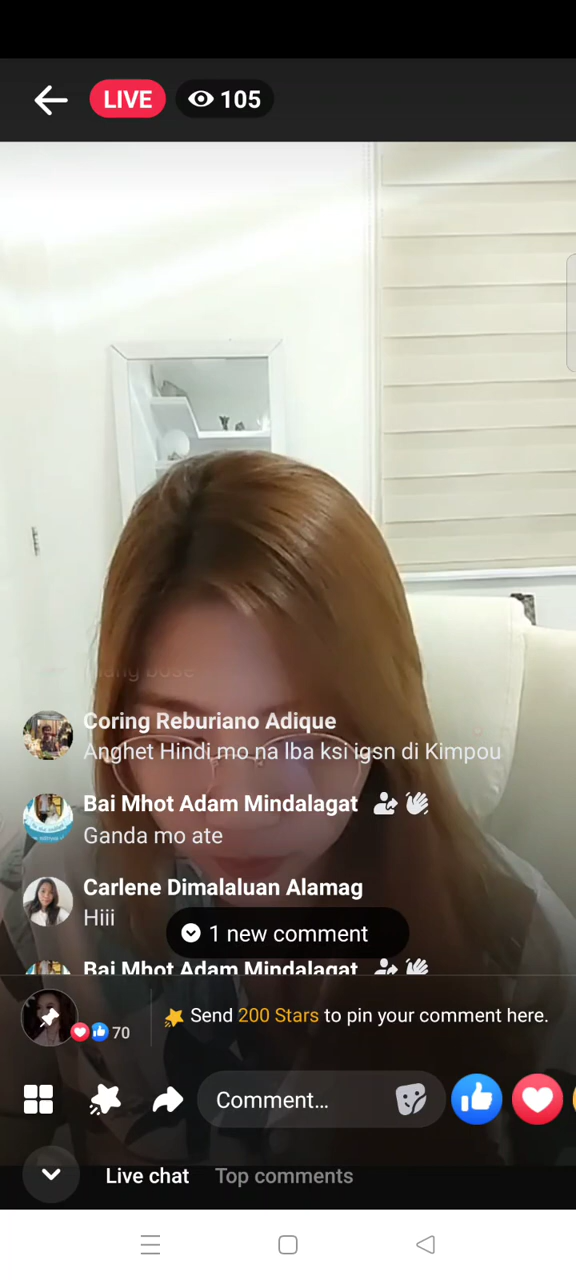 LIVE 105
Coring Reburiano Adique
Anghet Hindi mo na lba ksi igsn di Kimpou
Bai Mhot Adam Mindalagat
Ganda mo ate
Carlene Dimalaluan Alamag
Hiii
1 new comment
Bai Mhot Adam Mindalagat
70
Send 200 Stars to pin your comment here.
Comment...
Live chat Top comments